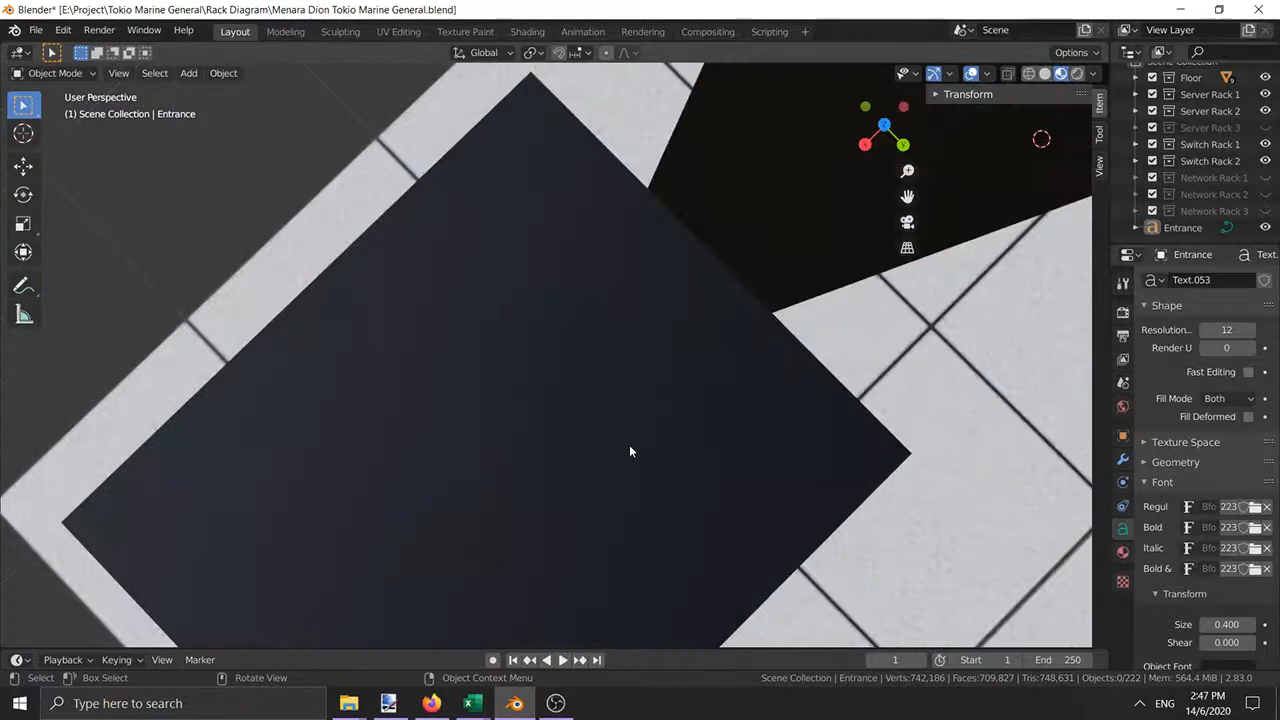 Blender* [E:\Project\Tokio Marine General\Rack Diagram\Menara Dion Tokio Marine General.blend]
File Edit Render Window Help Layout Modeling Sculpting UV Editing Texture Paint Shading Animation Rendering Compositing Scripting + Scene View Layer
Global Options
Object Mode View Select Add Object
User Perspective
(1) Scene Collection | Entrance
Transform
Item
Tool
View
Scene Collection
Floor
Server Rack 1
Server Rack 2
Server Rack 3
Switch Rack 1
Switch Rack 2
Network Rack 1
Network Rack 2
Network Rack 3
Entrance
Entrance Text.
Text.053
Shape
Resolution... 12
Render U 0
Fast Editing
Fill Mode Both
Fill Deformed
Texture Space
Geometry
Font
Regul Bfo 223
Bold Bfo 223
Italic Bfo 223
Bold & Bfo 223
Transform
Size 0.400
Shear 0.000
Object Font
Playback Keying View Marker 1 Start 1 End 250
Select Box Select Rotate View Object Context Menu Scene Collection | Entrance | Verts:742,186 | Faces:709,827 | Tris:748,631 | Objects:0/222 | Mem: 564.4 MiB | 2.83.0
Type here to search
ENG
2:47 PM
14/6/2020